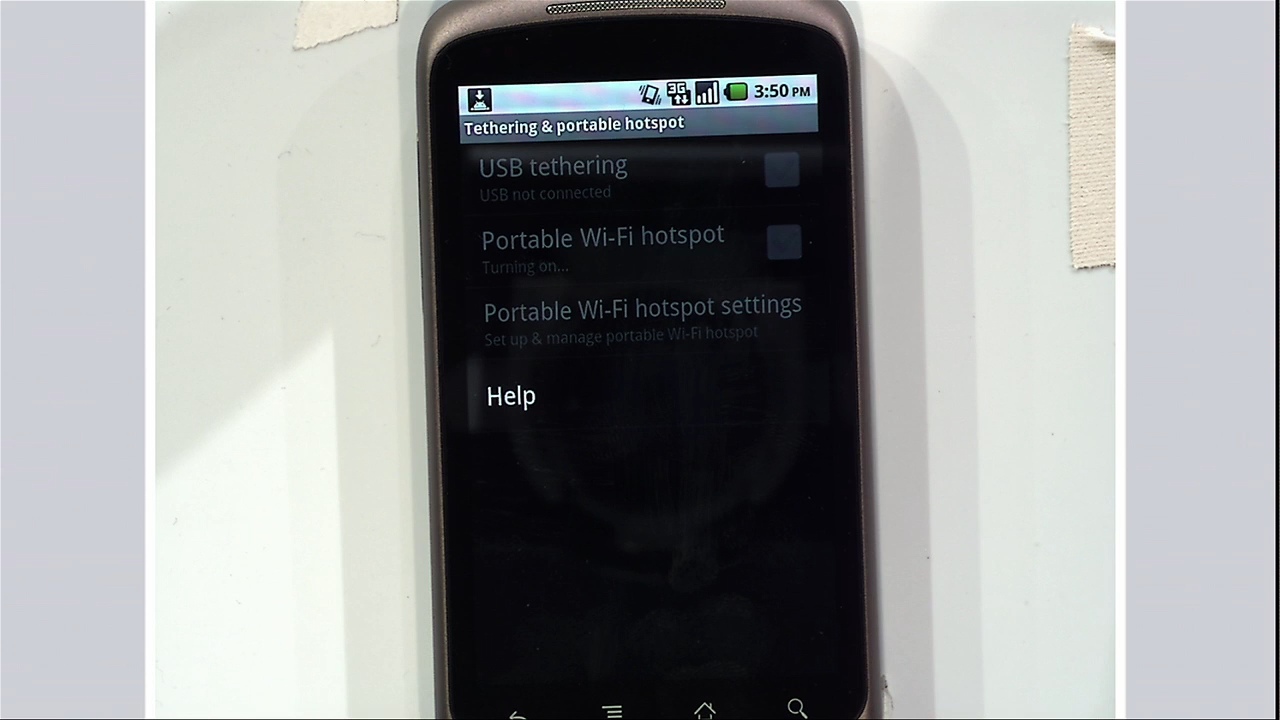 3G 3:50 PM
Tethering & portable hotspot
USB tethering
USB not connected
Portable Wi-Fi hotspot
Turning on...
Portable Wi-Fi hotspot settings
Set up & manage portable Wi-Fi hotspot
Help